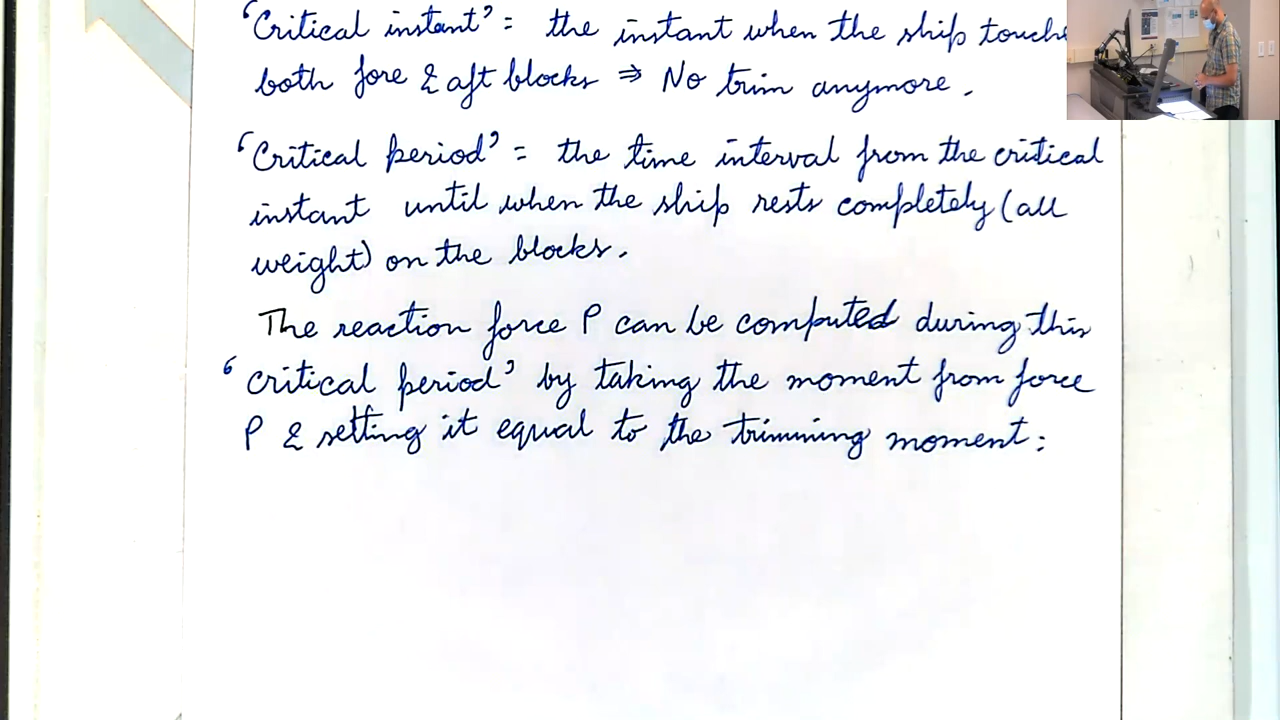 'Critical instant' = the instant when the ship touche
both fore & aft blocks ⇒ No trim anymore.
'Critical period' = the time interval from the critical
instant until when the ship rests completely (all
weight) on the blocks.
The reaction force P can be computed during this
'critical period' by taking the moment from force
P & setting it equal to the trimming moment: